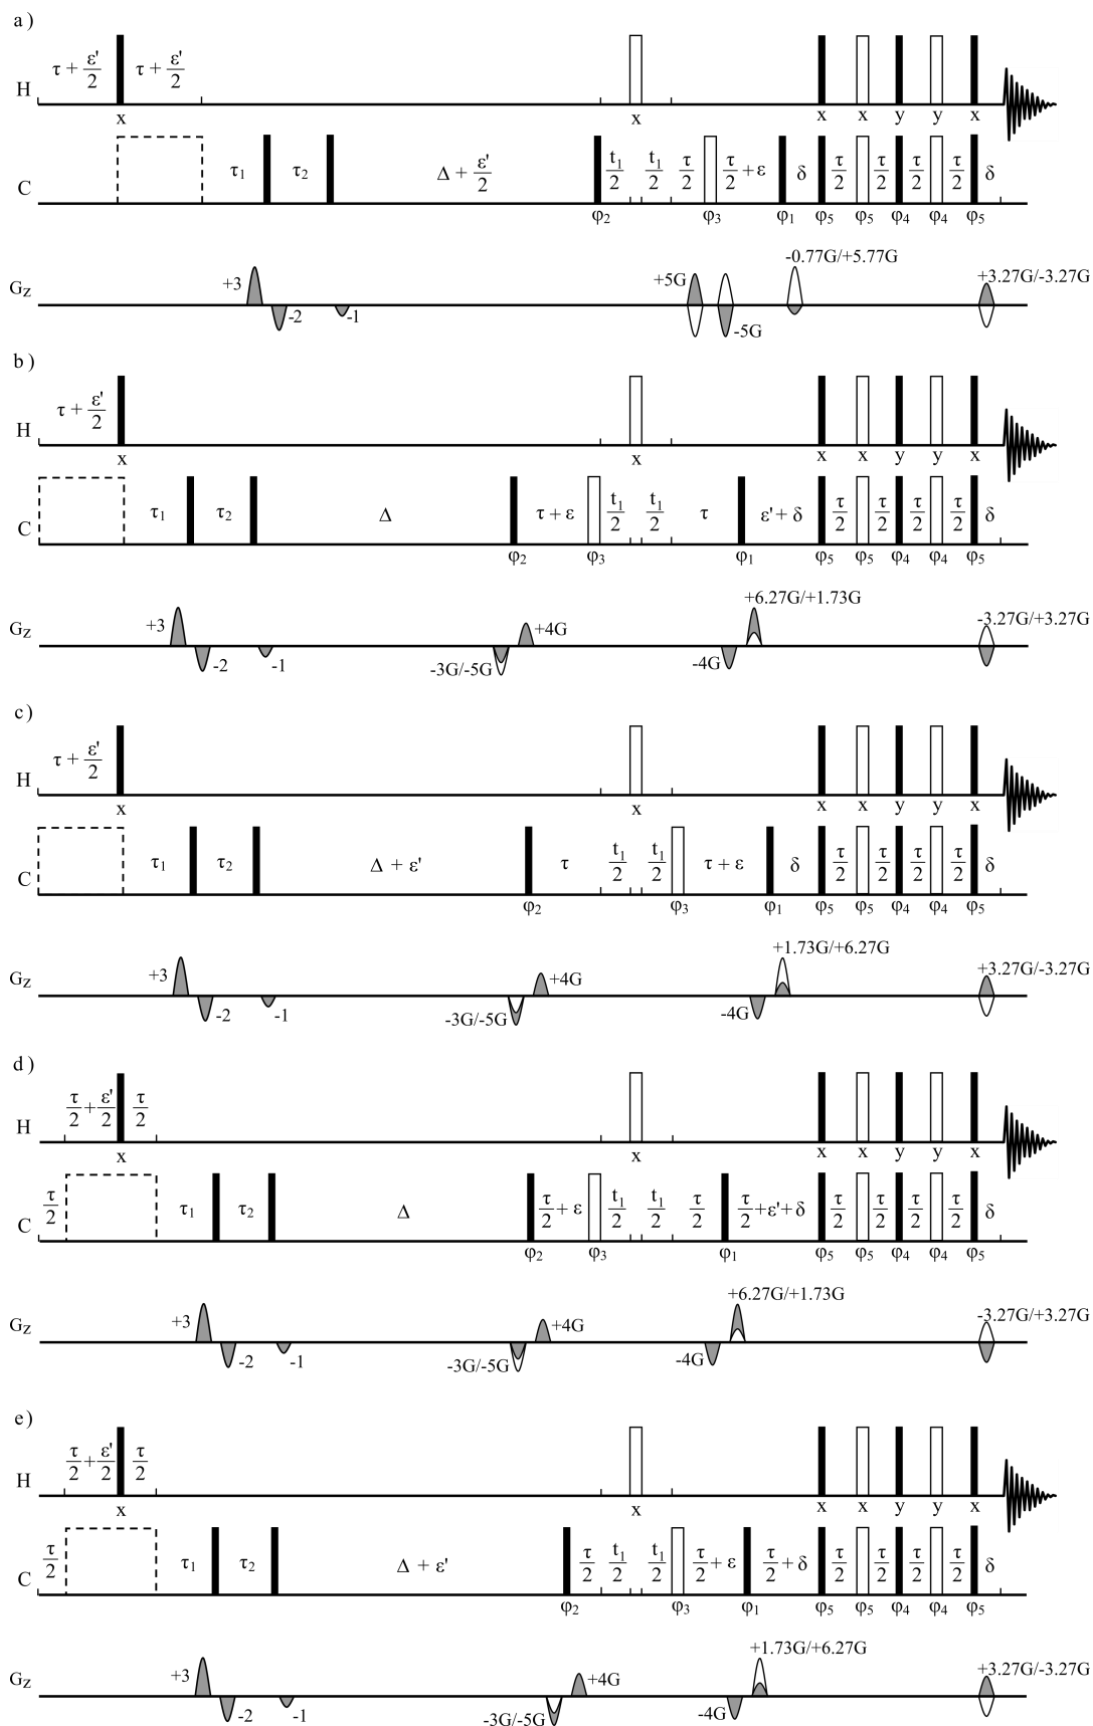 a)
τ + ε'/2 τ + ε'/2
H
x x x x y y x
τ1 τ2 Δ + ε'/2 t1/2 t1/2 τ/2 τ/2 + ε δ τ/2 τ/2 τ/2 τ/2 δ
C
φ2 φ3 φ1 φ5 φ5 φ4 φ4 φ5
-0.77G/+5.77G
+3 +5G +3.27G/-3.27G
Gz
-2 -1 -5G
b)
τ + ε'/2
H
x x x x y y x
τ1 τ2 Δ τ + ε t1/2 t1/2 τ ε' + δ τ/2 τ/2 τ/2 τ/2 δ
C
φ2 φ3 φ1 φ5 φ5 φ4 φ4 φ5
+6.27G/+1.73G
+3 +4G -3.27G/+3.27G
Gz
-2 -1 -3G/-5G -4G
c)
τ + ε'/2
H
x x x x y y x
τ1 τ2 Δ + ε' τ t1/2 t1/2 τ + ε δ τ/2 τ/2 τ/2 τ/2 δ
C
φ2 φ3 φ1 φ5 φ5 φ4 φ4 φ5
+1.73G/+6.27G
+3 +4G +3.27G/-3.27G
Gz
-2 -1 -3G/-5G -4G
d)
τ/2 + ε'/2 τ/2
H
x x x x y y x
τ/2 τ1 τ2 Δ τ/2 + ε t1/2 t1/2 τ/2 τ/2 + ε' + δ τ/2 τ/2 τ/2 τ/2 δ
C
φ2 φ3 φ1 φ5 φ5 φ4 φ4 φ5
+6.27G/+1.73G
+3 +4G -3.27G/+3.27G
Gz
-2 -1 -3G/-5G -4G
e)
τ/2 + ε'/2 τ/2
H
x x x x y y x
τ/2 τ1 τ2 Δ + ε' τ/2 t1/2 t1/2 τ/2 + ε τ/2 + δ τ/2 τ/2 τ/2 τ/2 δ
C
φ2 φ3 φ1 φ5 φ5 φ4 φ4 φ5
+1.73G/+6.27G
+3 +4G +3.27G/-3.27G
Gz
-2 -1 -3G/-5G -4G